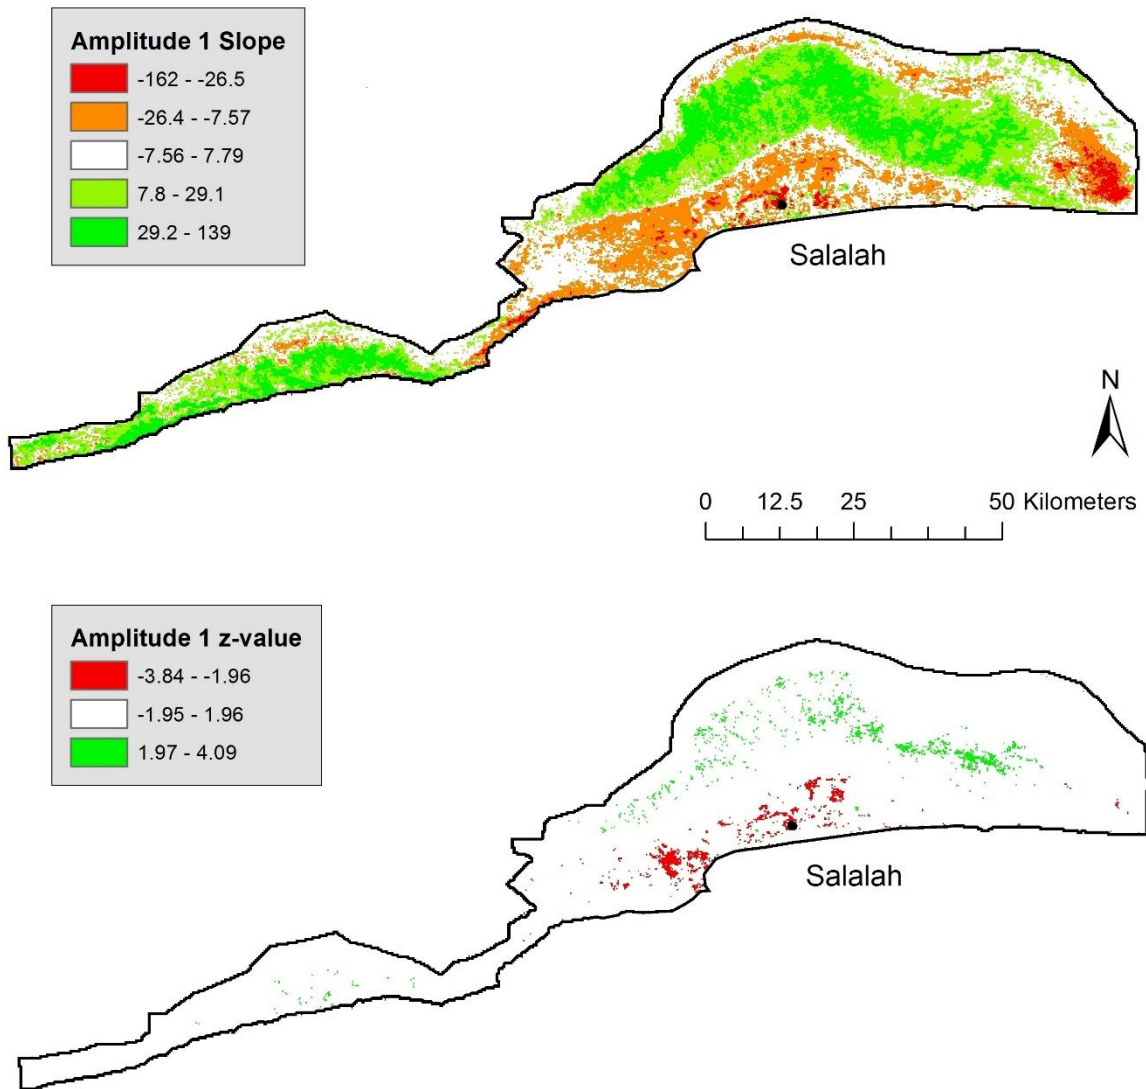 Amplitude 1 Slope
-162 - -26.5
-26.4 - -7.57
-7.56 - 7.79
7.8 - 29.1
29.2 - 139
Salalah
N
0 12.5 25 50 Kilometers
Amplitude 1 z-value
-3.84 - -1.96
-1.95 - 1.96
1.97 - 4.09
Salalah